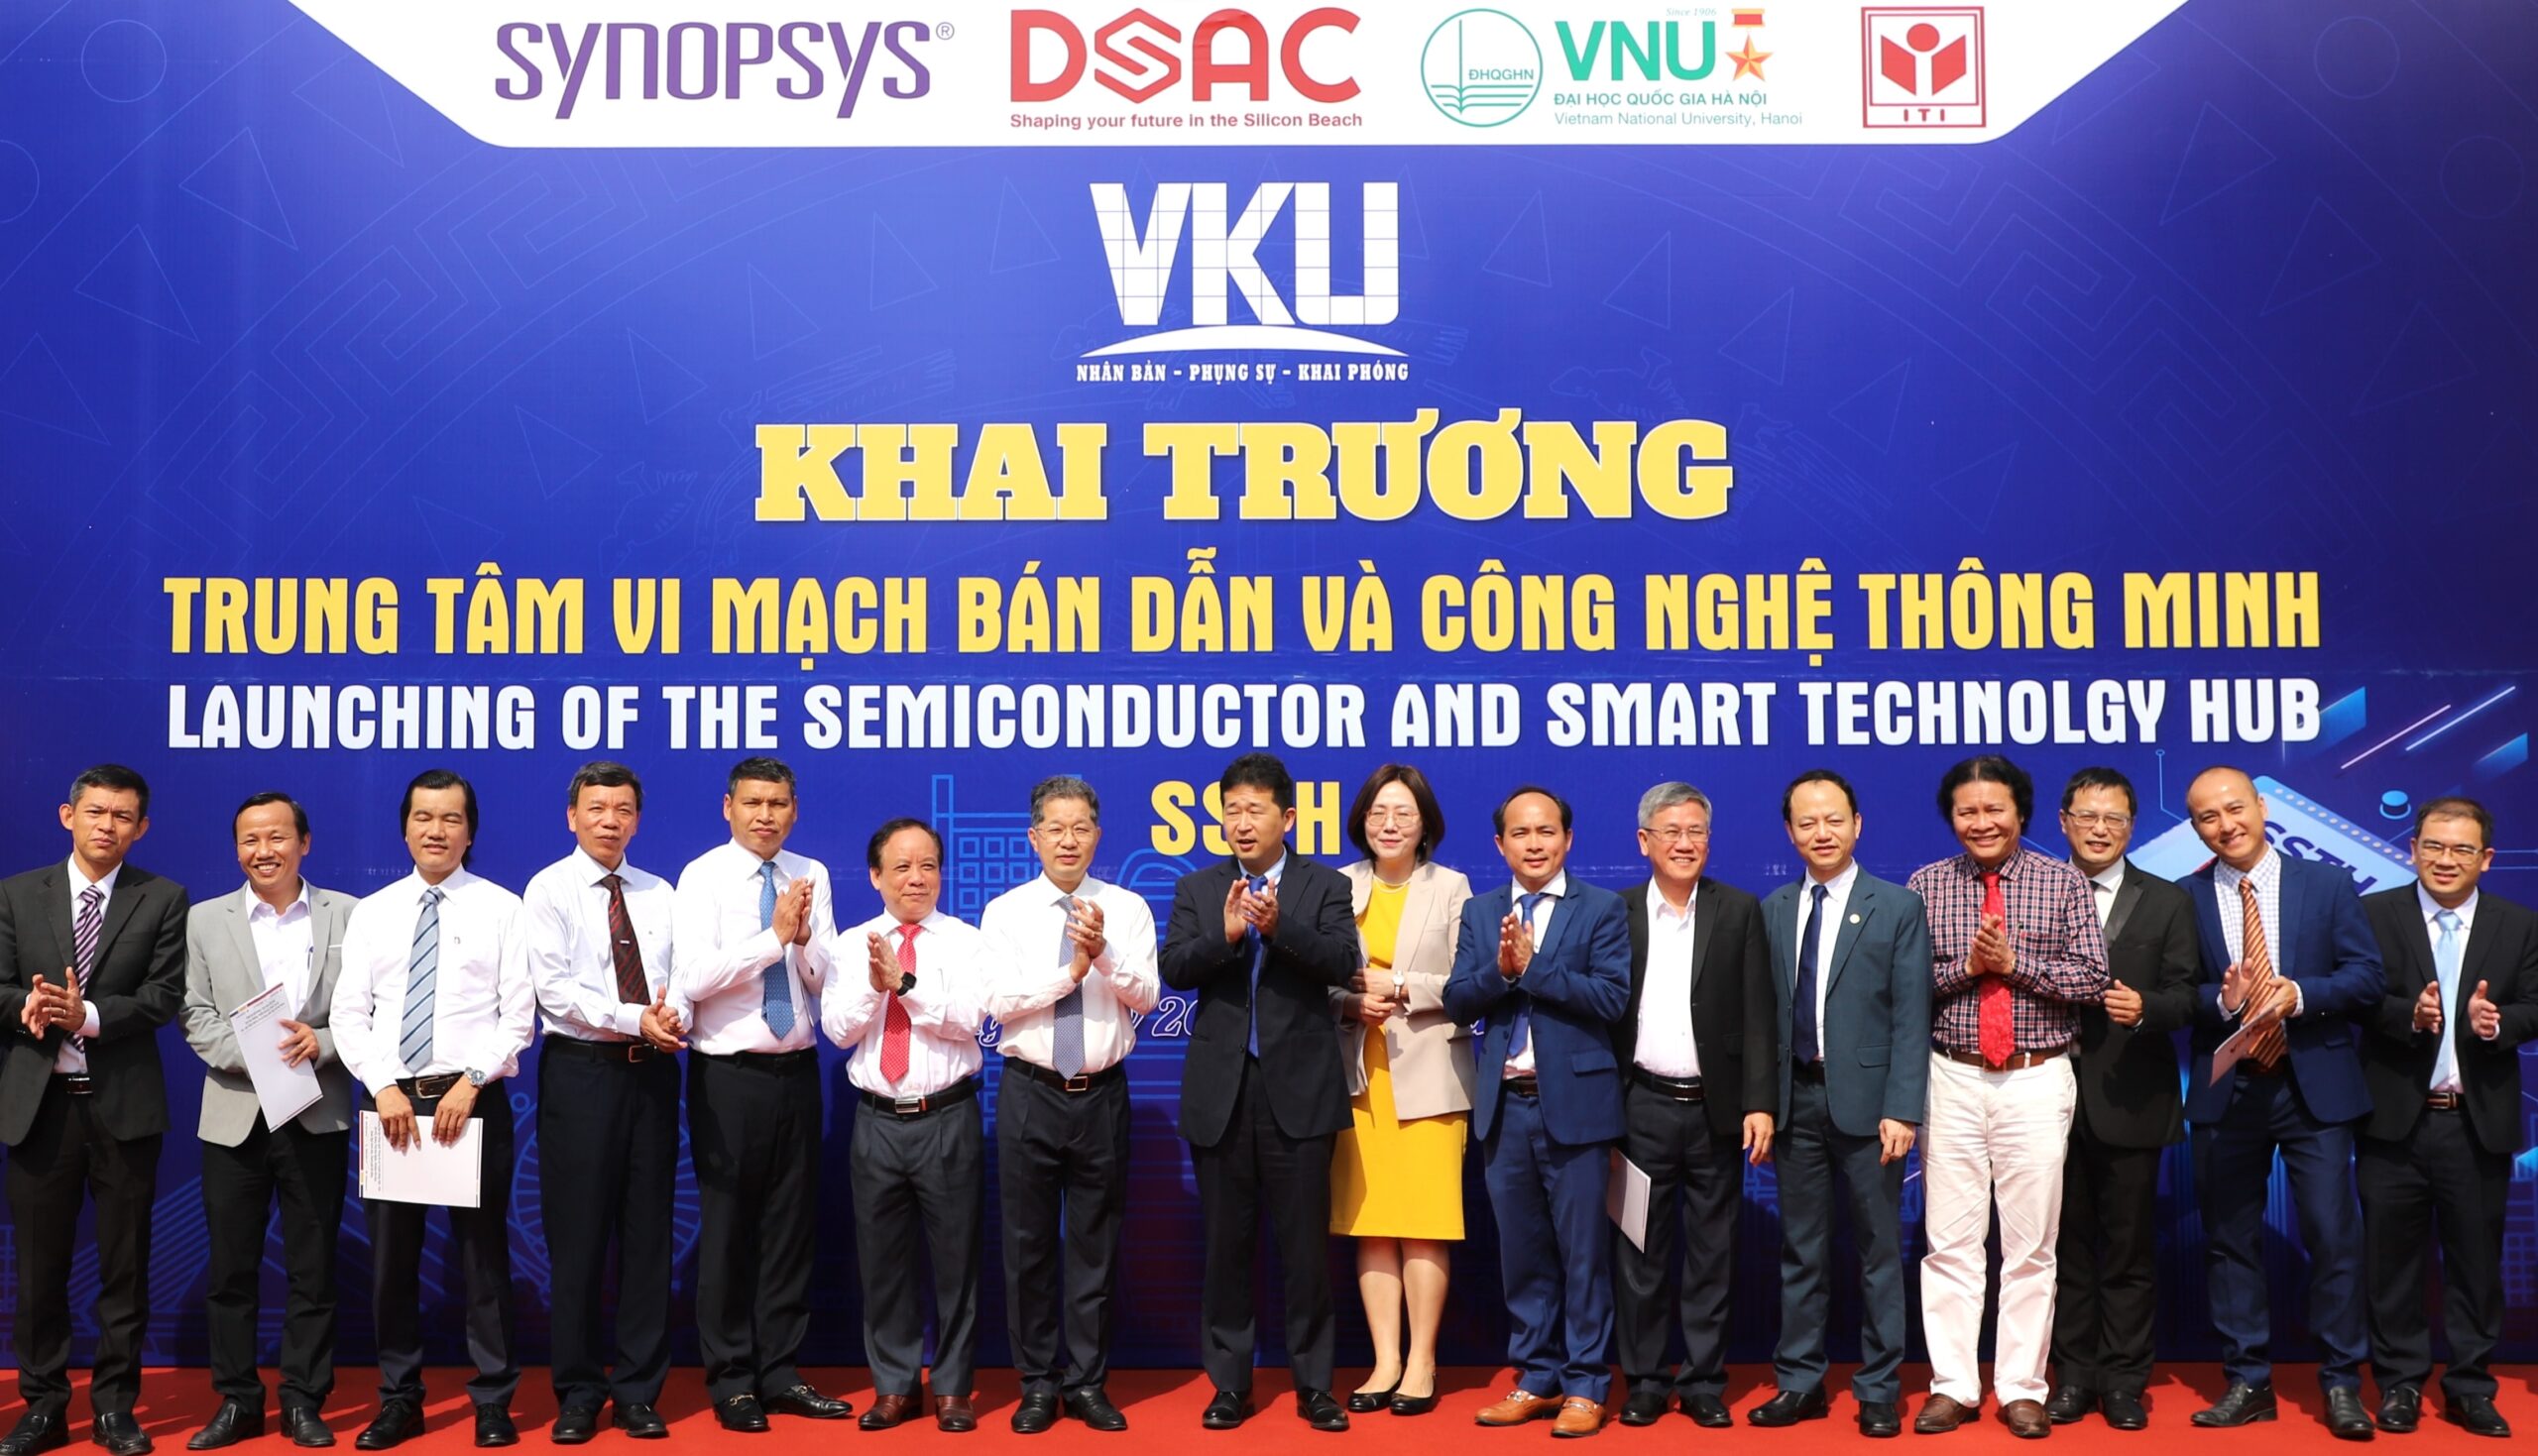 SYNOPSYS®
DSAC
Shaping your future in the Silicon Beach
ĐHQGHN
Since 1906
VNU
ĐẠI HỌC QUỐC GIA HÀ NỘI
Vietnam National University, Hanoi
ITI
VKU
NHÂN BẢN - PHỤNG SỰ - KHAI PHÓNG
KHAI TRƯƠNG
TRUNG TÂM VI MẠCH BÁN DẪN VÀ CÔNG NGHỆ THÔNG MINH
LAUNCHING OF THE SEMICONDUCTOR AND SMART TECHNOLGY HUB
SSTH